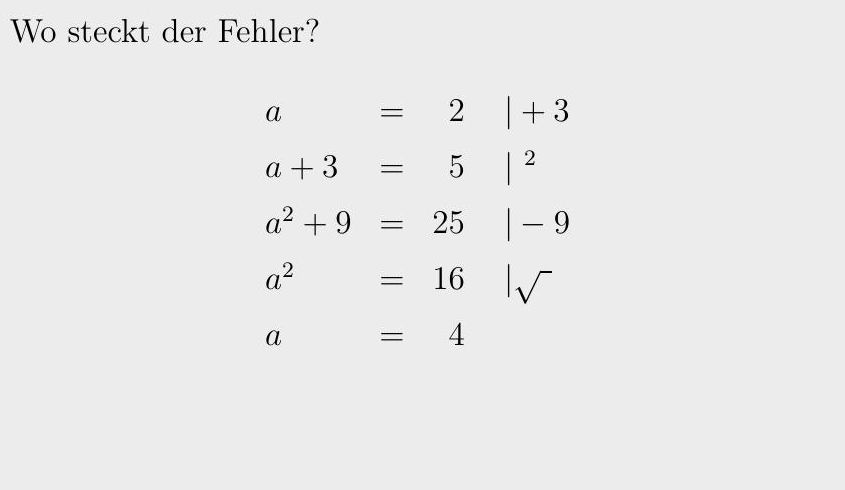 Wo steckt der Fehler?
a = 2 | + 3
a + 3 = 5 | ²
a² + 9 = 25 | − 9
a² = 16 |√
a = 4